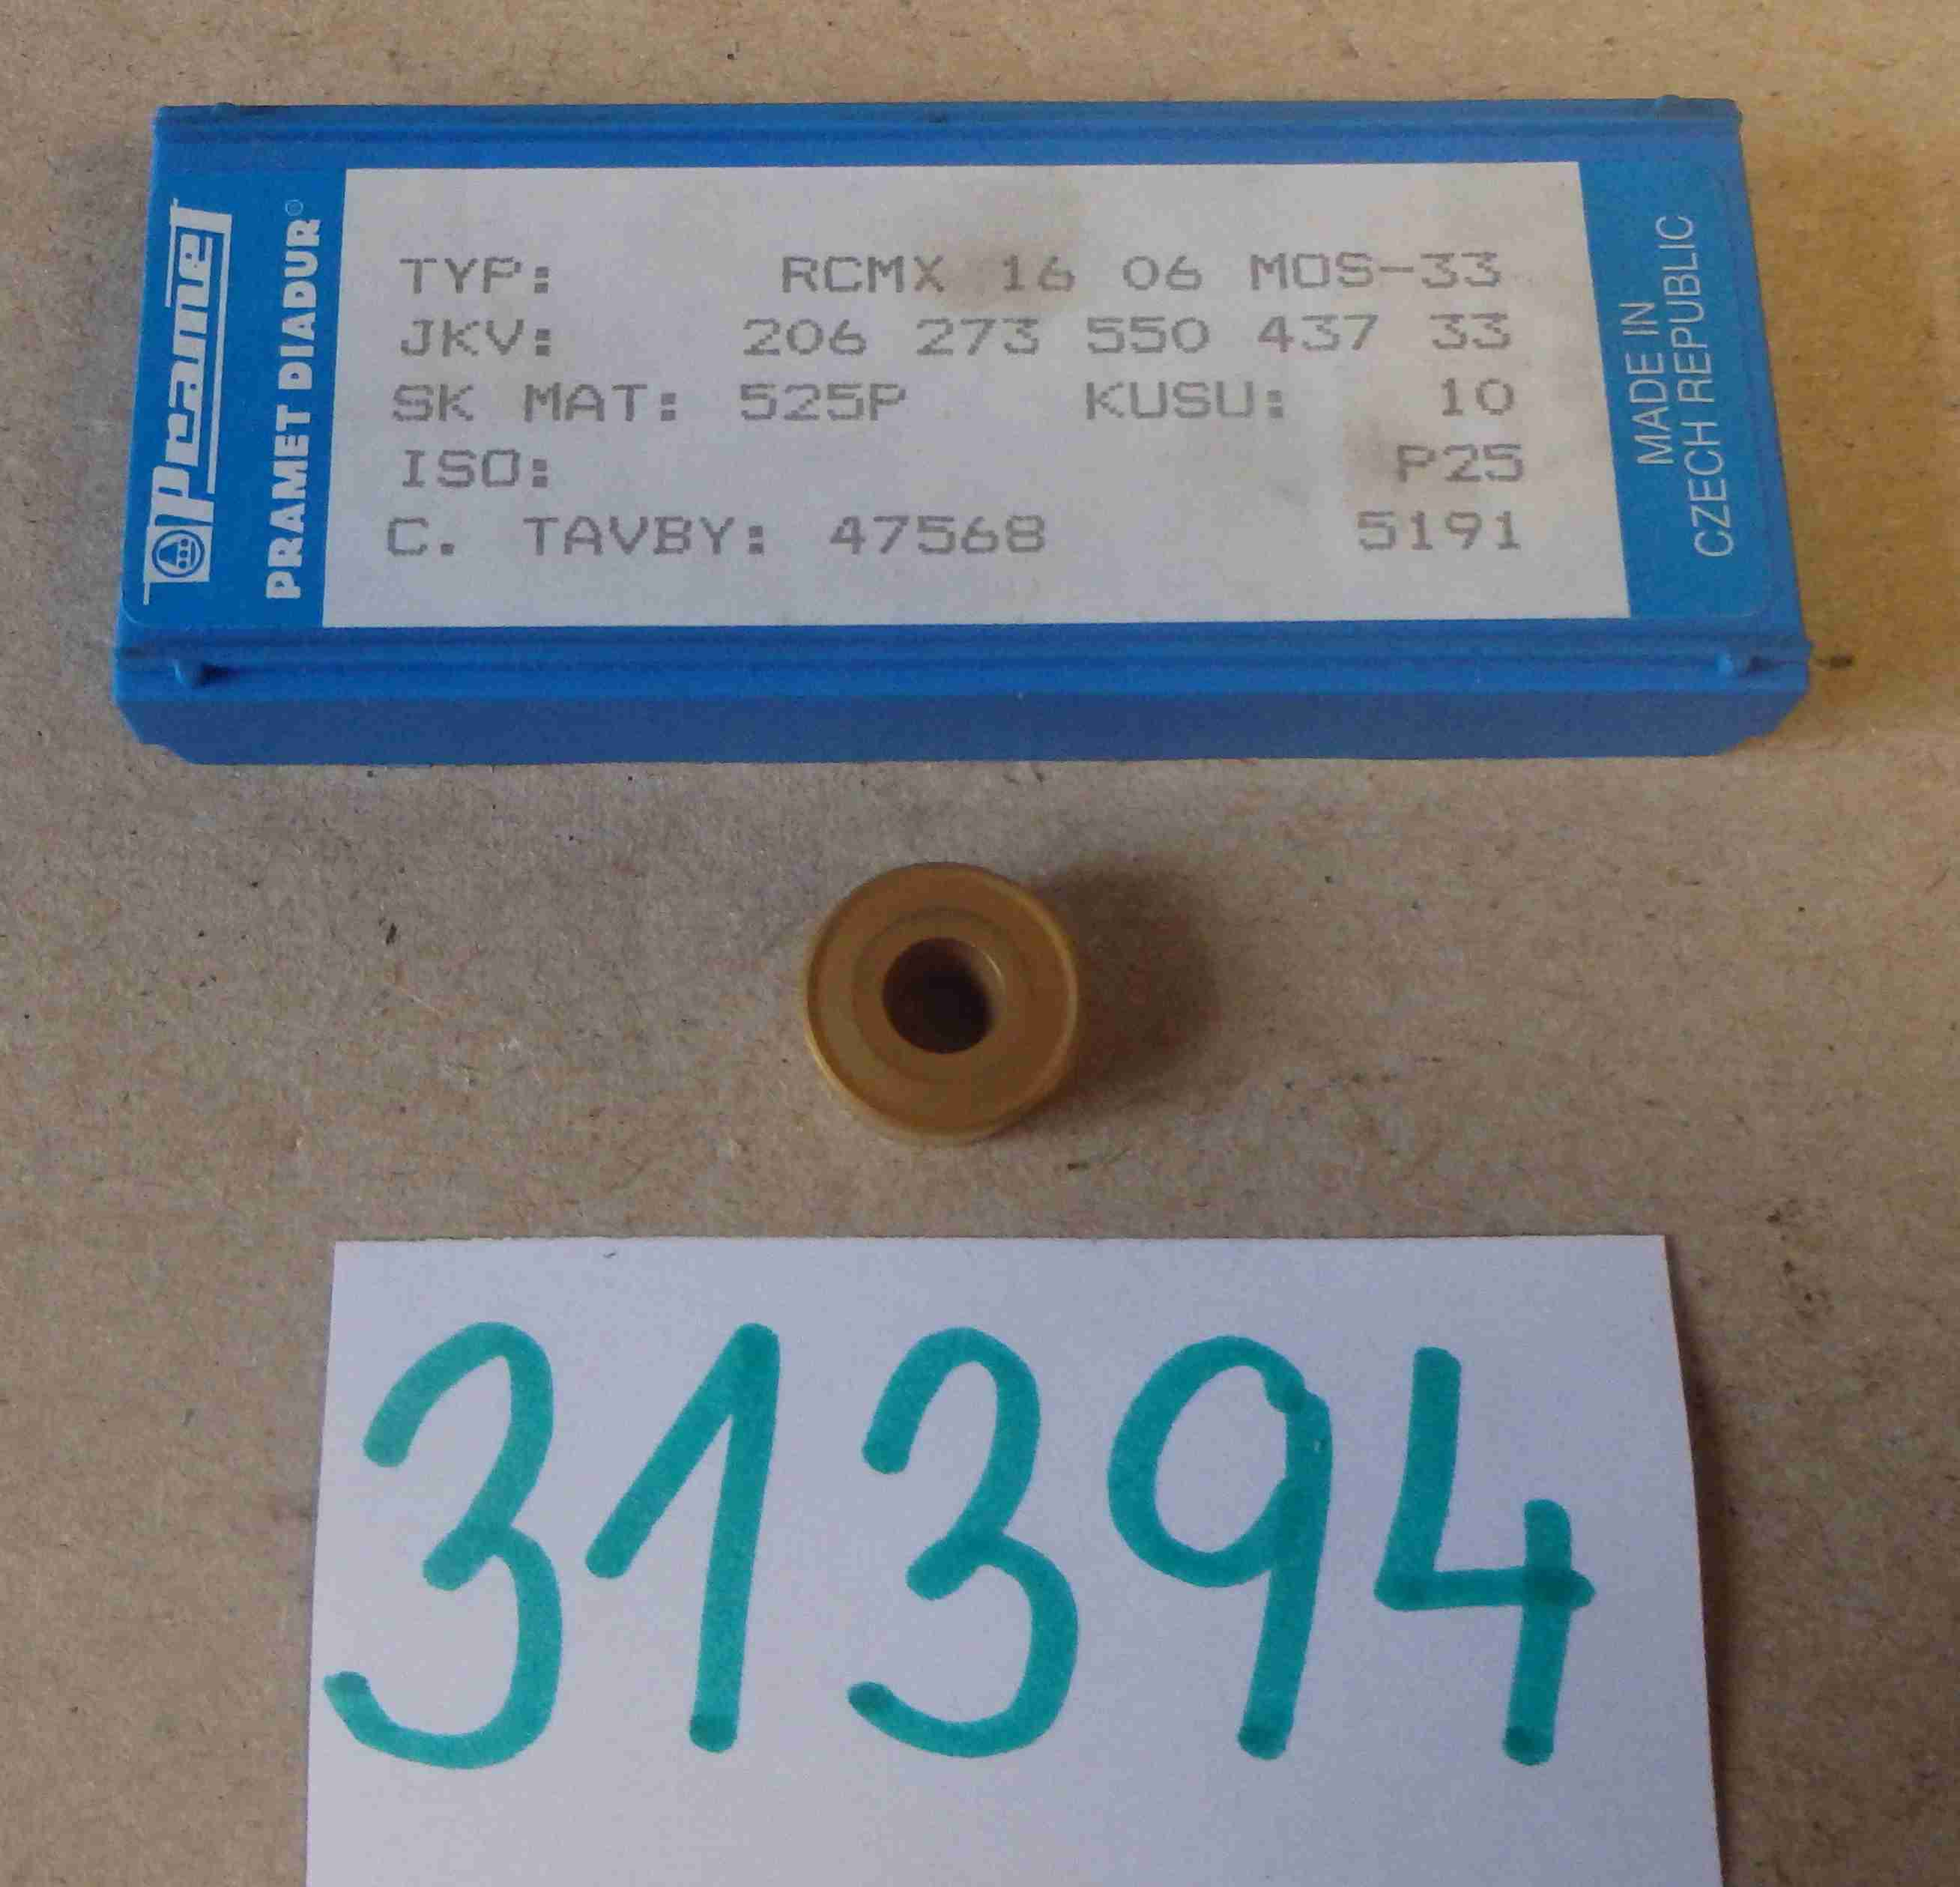 Pramet
PRAMET DIADUR®
TYP: RCMX 16 06 MOS-33
JKV: 206 273 550 437 33
SK MAT: 525P KUSU: 10
ISO: P25
C. TAVBY: 47568 5191
MADE IN
CZECH REPUBLIC
31394